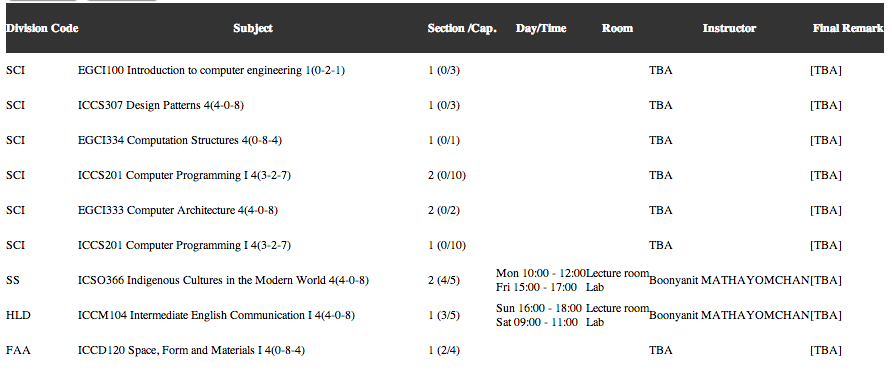 Division Code Subject Section /Cap. Day/Time Room Instructor Final Remark
SCI EGCI100 Introduction to computer engineering 1(0-2-1) 1 (0/3) TBA [TBA]
SCI ICCS307 Design Patterns 4(4-0-8) 1 (0/3) TBA [TBA]
SCI EGCI334 Computation Structures 4(0-8-4) 1 (0/1) TBA [TBA]
SCI ICCS201 Computer Programming I 4(3-2-7) 2 (0/10) TBA [TBA]
SCI EGCI333 Computer Architecture 4(4-0-8) 2 (0/2) TBA [TBA]
SCI ICCS201 Computer Programming I 4(3-2-7) 1 (0/10) TBA [TBA]
SS ICSO366 Indigenous Cultures in the Modern World 4(4-0-8) 2 (4/5) Mon 10:00 - 12:00 Lecture room Boonyanit MATHAYOMCHAN [TBA]
Fri 15:00 - 17:00 Lab
HLD ICCM104 Intermediate English Communication I 4(4-0-8) 1 (3/5) Sun 16:00 - 18:00 Lecture room Boonyanit MATHAYOMCHAN [TBA]
Sat 09:00 - 11:00 Lab
FAA ICCD120 Space, Form and Materials I 4(0-8-4) 1 (2/4) TBA [TBA]